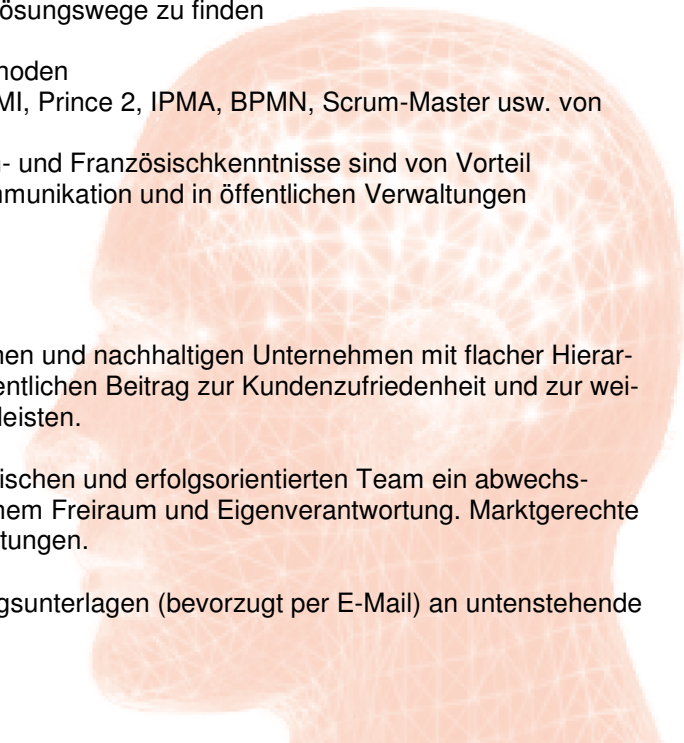 ösungswege zu finden
hoden
MI, Prince 2, IPMA, BPMN, Scrum-Master usw. von
- und Französischkenntnisse sind von Vorteil
mmunikation und in öffentlichen Verwaltungen
hen und nachhaltigen Unternehmen mit flacher Hierar-
entlichen Beitrag zur Kundenzufriedenheit und zur wei-
leisten.
ischen und erfolgsorientierten Team ein abwechs-
hem Freiraum und Eigenverantwortung. Marktgerechte
tungen.
gsunterlagen (bevorzugt per E-Mail) an untenstehende